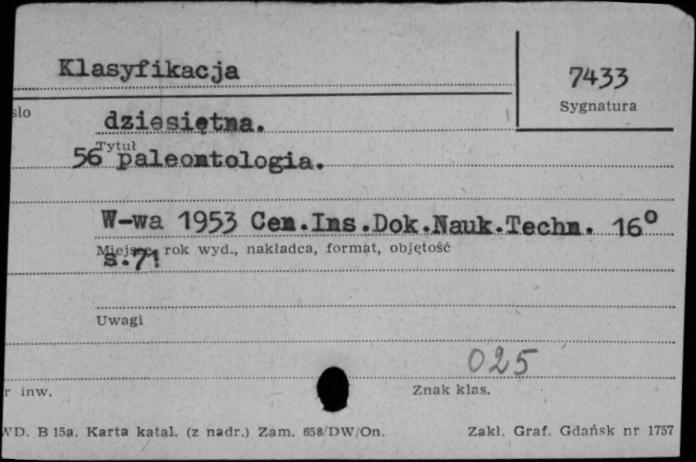 Klasyfikacja
7433
Sygnatura
sło
dziesiętna.
Tytuł
56 paleontologia.
W-wa 1953 Cen.Ins.Dok.Nauk.Techn. 16°
Miejsce, rok wyd., nakładca, format, objętość
s.71
Uwagi
025
r inw.
Znak klas.
WD. B 15a. Karta katal. (z nadr.) Zam. 658/DW/On.
Zakł. Graf. Gdańsk nr 1757